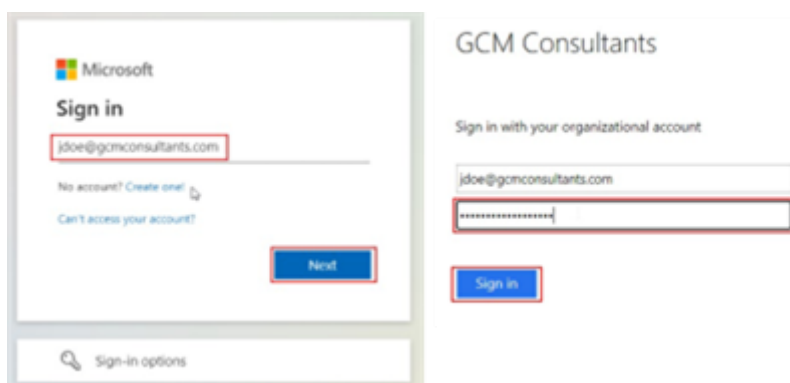 Microsoft
Sign in
jdoe@gcmconsultants.com
No account? Create one!
Can't access your account?
Next
Sign-in options
GCM Consultants
Sign in with your organizational account
jdoe@gcmconsultants.com
Sign in